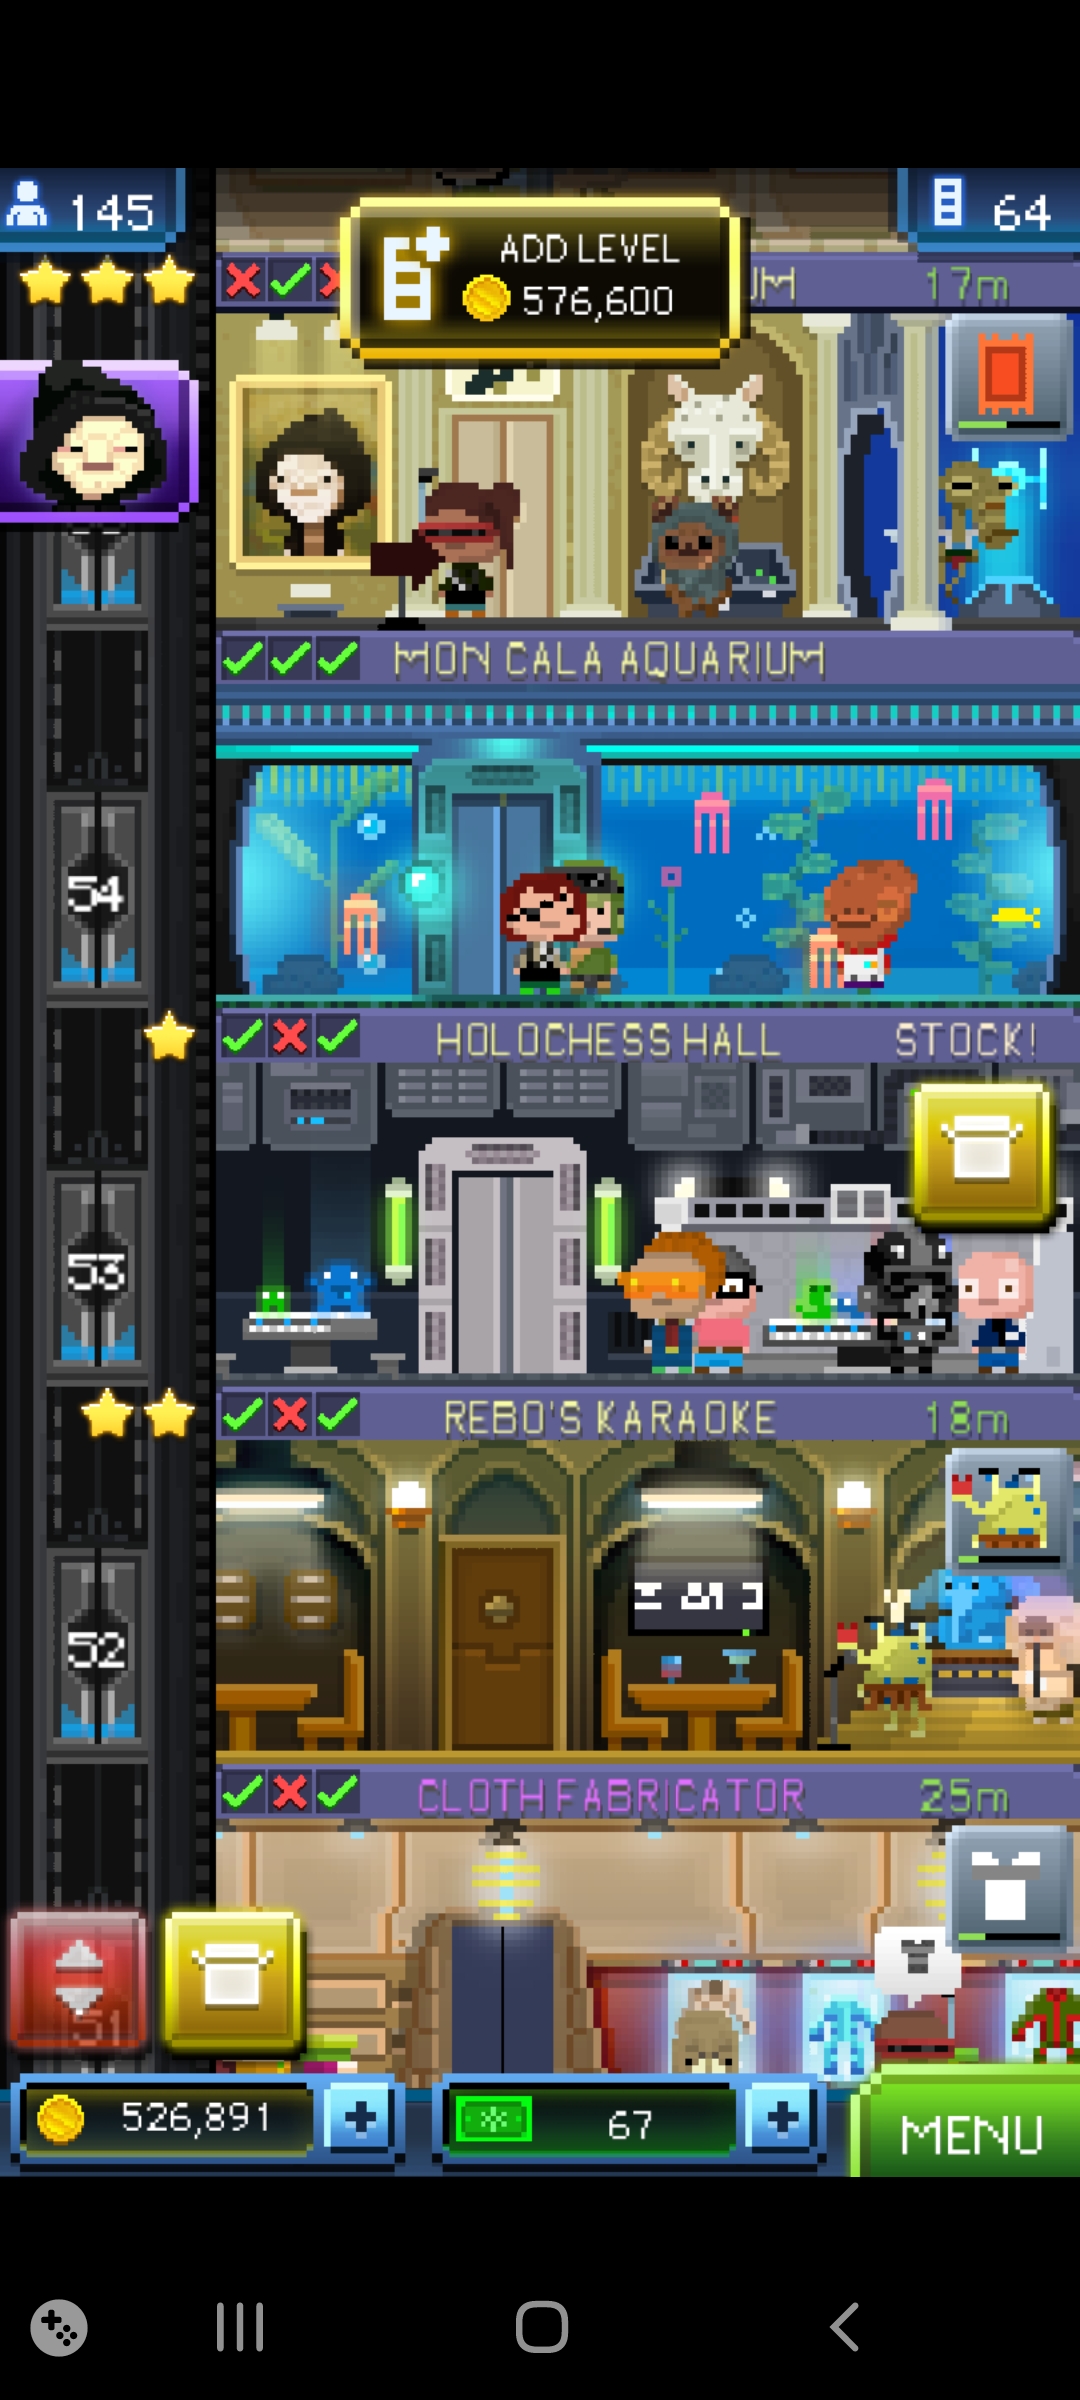 145
ADD LEVEL
576,600
64
UM 17m
MON CALA AQUARIUM
54
HOLOCHESS HALL STOCK!
53
REBO'S KARAOKE 18m
52
CLOTH FABRICATOR 25m
51
526,891
67
MENU